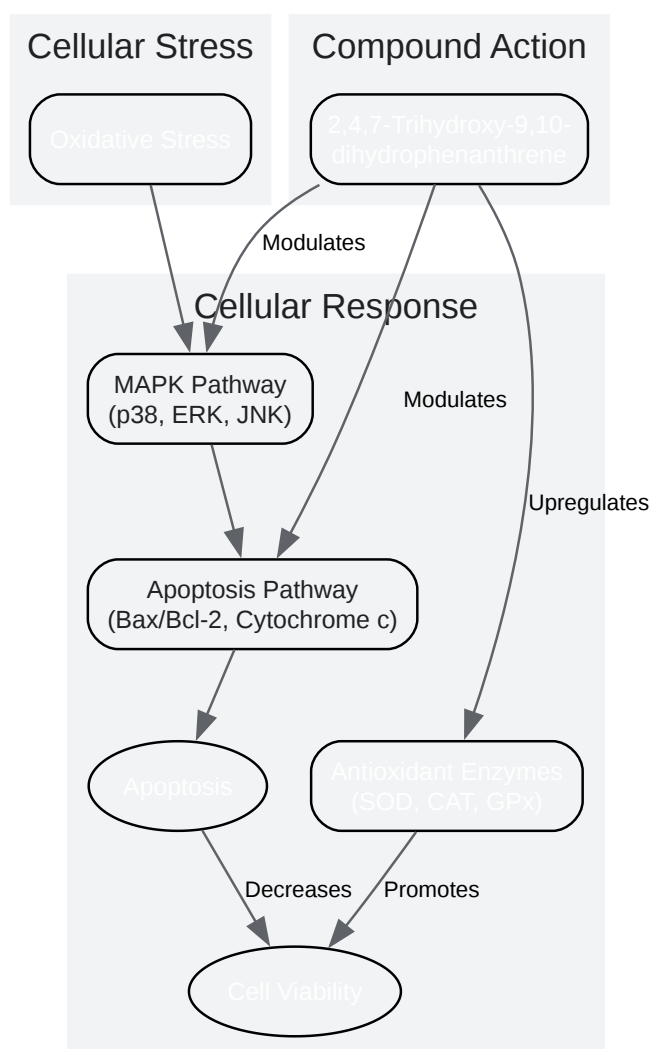 Cellular Stress
Compound Action
Oxidative Stress
2,4,7-Trihydroxy-9,10-
dihydrophenanthrene
Modulates
Cellular Response
MAPK Pathway
(p38, ERK, JNK)
Modulates
Upregulates
Apoptosis Pathway
(Bax/Bcl-2, Cytochrome c)
Apoptosis
Antioxidant Enzymes
(SOD, CAT, GPx)
Decreases
Promotes
Cell Viability